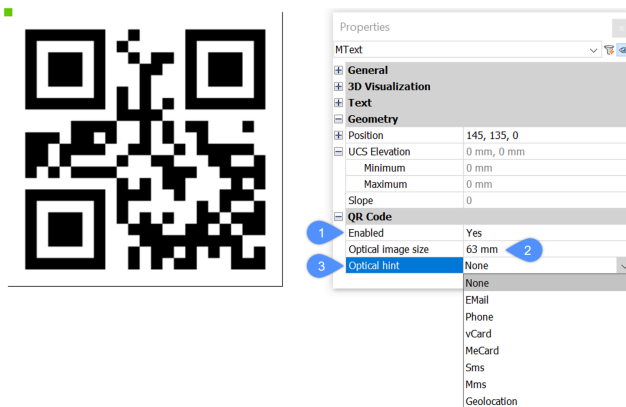 Properties
MText
General
3D Visualization
Text
Geometry
Position 145, 135, 0
UCS Elevation 0 mm, 0 mm
Minimum 0 mm
Maximum 0 mm
Slope 0
QR Code
1 Enabled Yes
Optical image size 63 mm 2
3 Optical hint None
None
EMail
Phone
vCard
MeCard
Sms
Mms
Geolocation